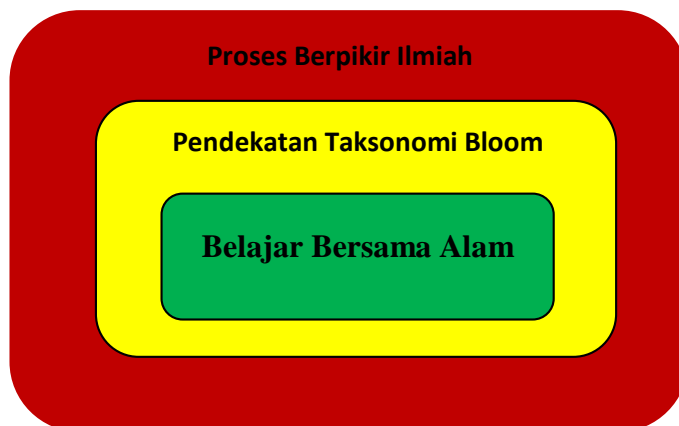 Proses Berpikir Ilmiah
Pendekatan Taksonomi Bloom
Belajar Bersama Alam